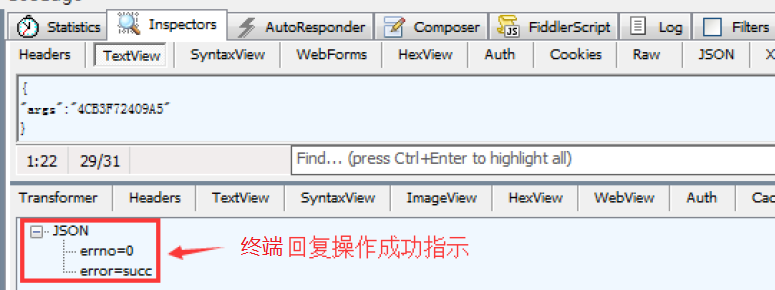 Statistics Inspectors AutoResponder Composer FiddlerScript Log Filters
Headers TextView SyntaxView WebForms HexView Auth Cookies Raw JSON
{
"args":"4CB3F72409A5"
}
1:22 29/31 Find... (press Ctrl+Enter to highlight all)
Transformer Headers TextView SyntaxView ImageView HexView WebView Auth
JSON
errno=0
error=succ
终端回复操作成功指示